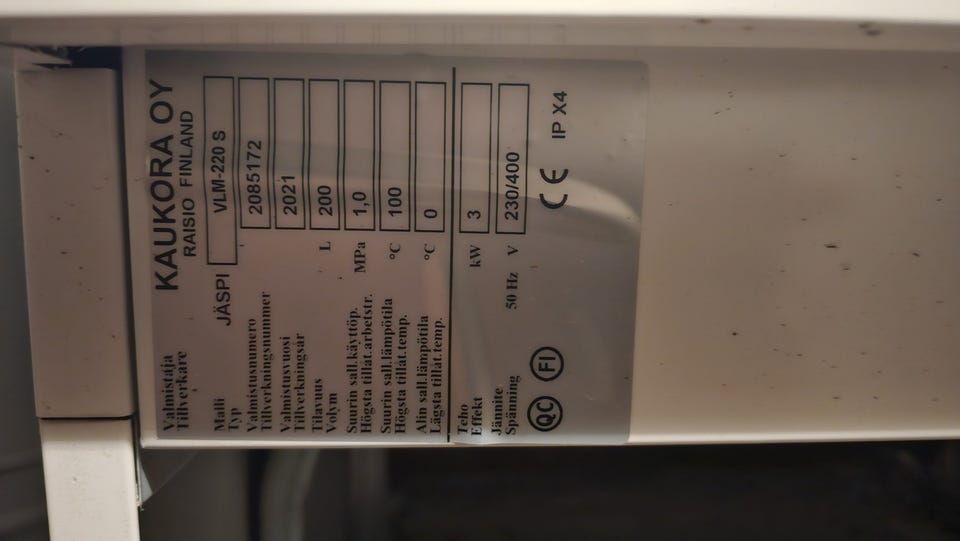 Valmistaja KAUKORA OY
Tillverkare RAISIO FINLAND
Malli JÄSPI VLM-220 S
Typ
Valmistusnumero 2085172
Tillverkningsnummer
Valmistusvuosi 2021
Tillverkningsår
Tilavuus L 200
Volym
Suurin sall.käyttöp. MPa 1,0
Högsta tillåt.arbetstr.
Suurin sall.lämpötila °C 100
Högsta tillåt.temp.
Alin sall.lämpötila °C 0
Lägsta tillåt.temp.
Teho kW 3
Effekt
Jännite 50 Hz V 230/400
Spänning
QC FI CE IP X4